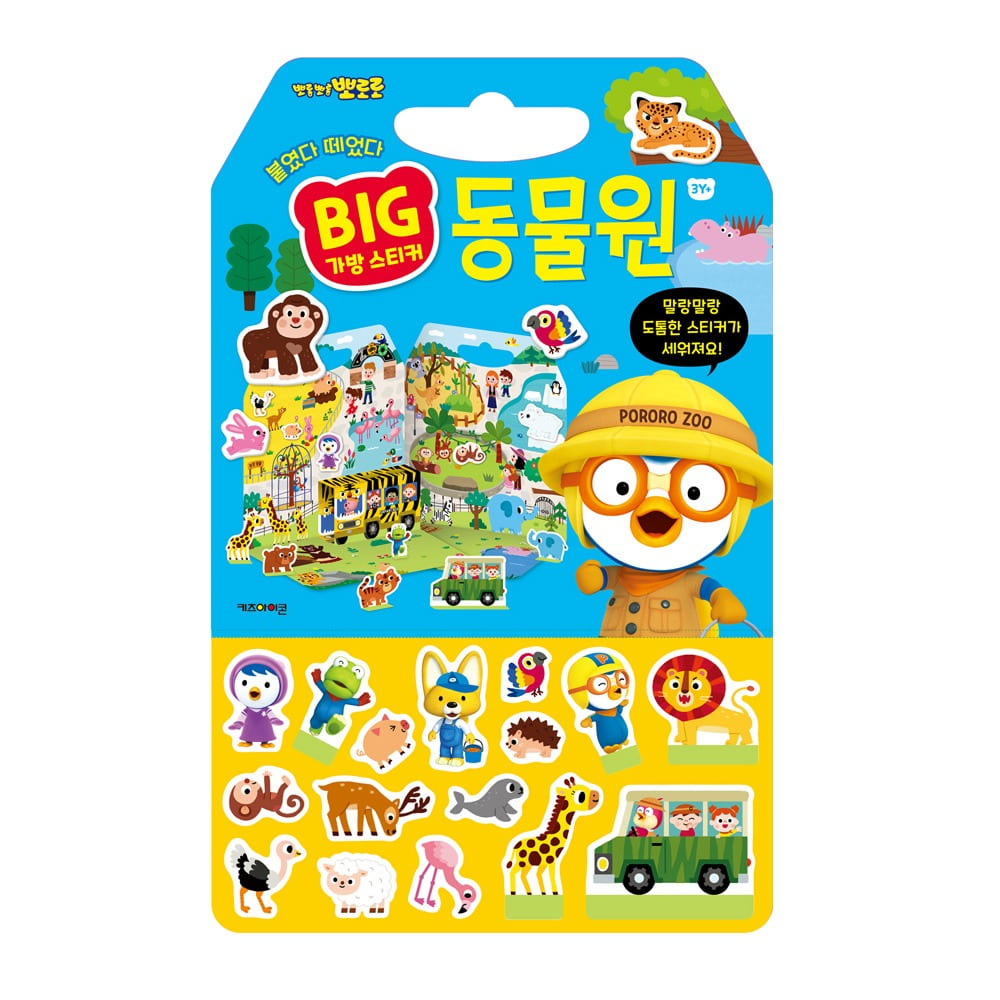 뽀롱뽀롱 뽀로로
붙였다 떼었다
BIG
가방 스티커
동물원
3Y+
말랑말랑
도톰한 스티커가
세워져요!
PORORO ZOO
키즈아이콘